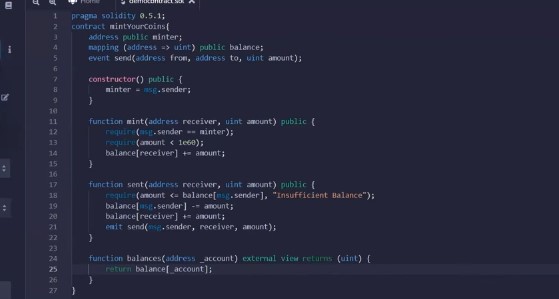 Home democontract.sol
1 pragma solidity 0.5.1;
2 contract mintYourCoins{
3 address public minter;
4 mapping (address => uint) public balance;
5 event send(address from, address to, uint amount);
6
7 constructor() public {
8 minter = msg.sender;
9 }
10
11 function mint(address receiver, uint amount) public {
12 require(msg.sender == minter);
13 require(amount < 1e60);
14 balance[receiver] += amount;
15 }
16
17 function sent(address receiver, uint amount) public {
18 require(amount <= balance[msg.sender], "Insufficient Balance");
19 balance[msg.sender] -= amount;
20 balance[receiver] += amount;
21 emit send(msg.sender, receiver, amount);
22 }
23
24 function balances(address _account) external view returns (uint) {
25 return balance[_account];
26 }
27 }